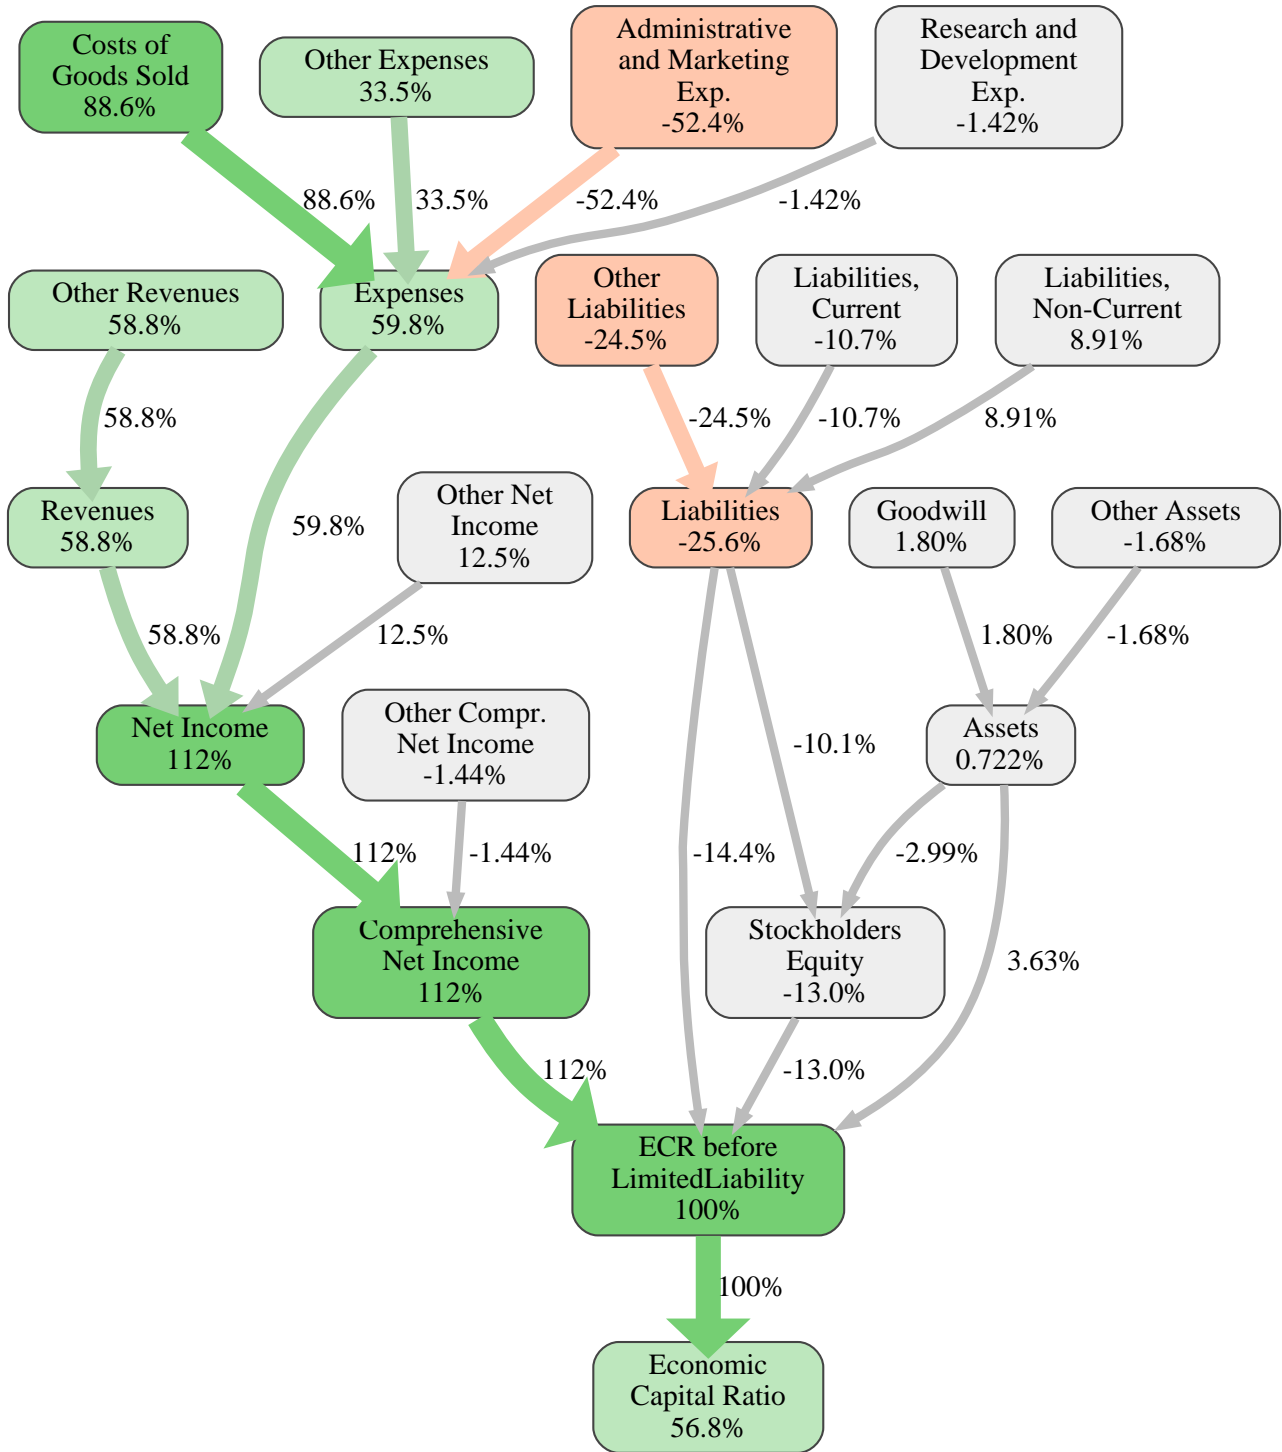 Costs of
Goods Sold
88.6%
Other Expenses
33.5%
Administrative
and Marketing
Exp.
-52.4%
Research and
Development
Exp.
-1.42%
88.6%
33.5%
-52.4%
-1.42%
Other Revenues
58.8%
Expenses
59.8%
Other
Liabilities
-24.5%
Liabilities,
Current
-10.7%
Liabilities,
Non-Current
8.91%
58.8%
-24.5%
-10.7%
8.91%
Revenues
58.8%
59.8%
Other Net
Income
12.5%
Liabilities
-25.6%
Goodwill
1.80%
Other Assets
-1.68%
58.8%
12.5%
1.80%
-1.68%
Net Income
112%
Other Compr.
Net Income
-1.44%
-10.1%
Assets
0.722%
112%
-1.44%
-14.4%
-2.99%
Comprehensive
Net Income
112%
Stockholders
Equity
-13.0%
3.63%
112%
-13.0%
ECR before
LimitedLiability
100%
100%
Economic
Capital Ratio
56.8%